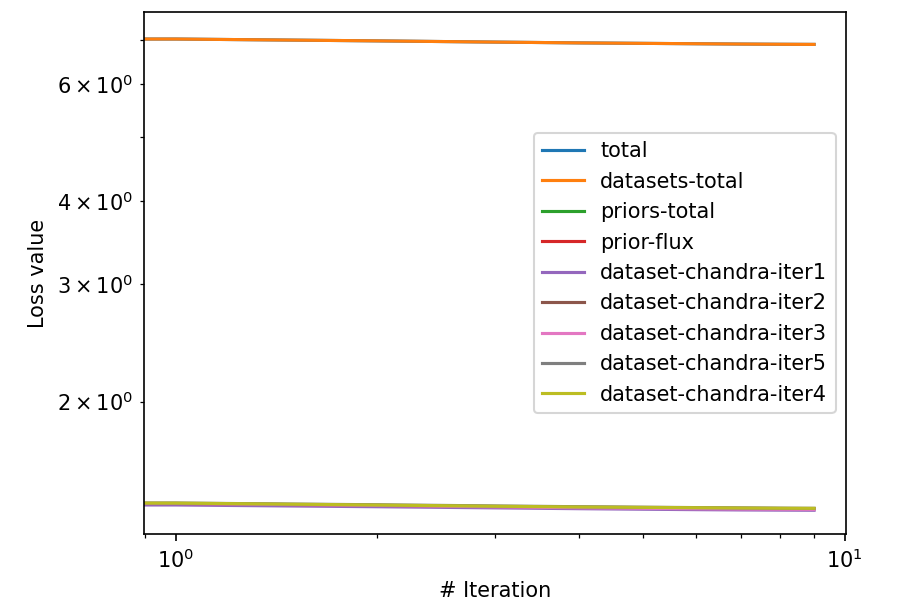 6 × 10⁰
4 × 10⁰
3 × 10⁰
2 × 10⁰
Loss value
total
datasets-total
priors-total
prior-flux
dataset-chandra-iter1
dataset-chandra-iter2
dataset-chandra-iter3
dataset-chandra-iter5
dataset-chandra-iter4
10⁰
10¹
# Iteration